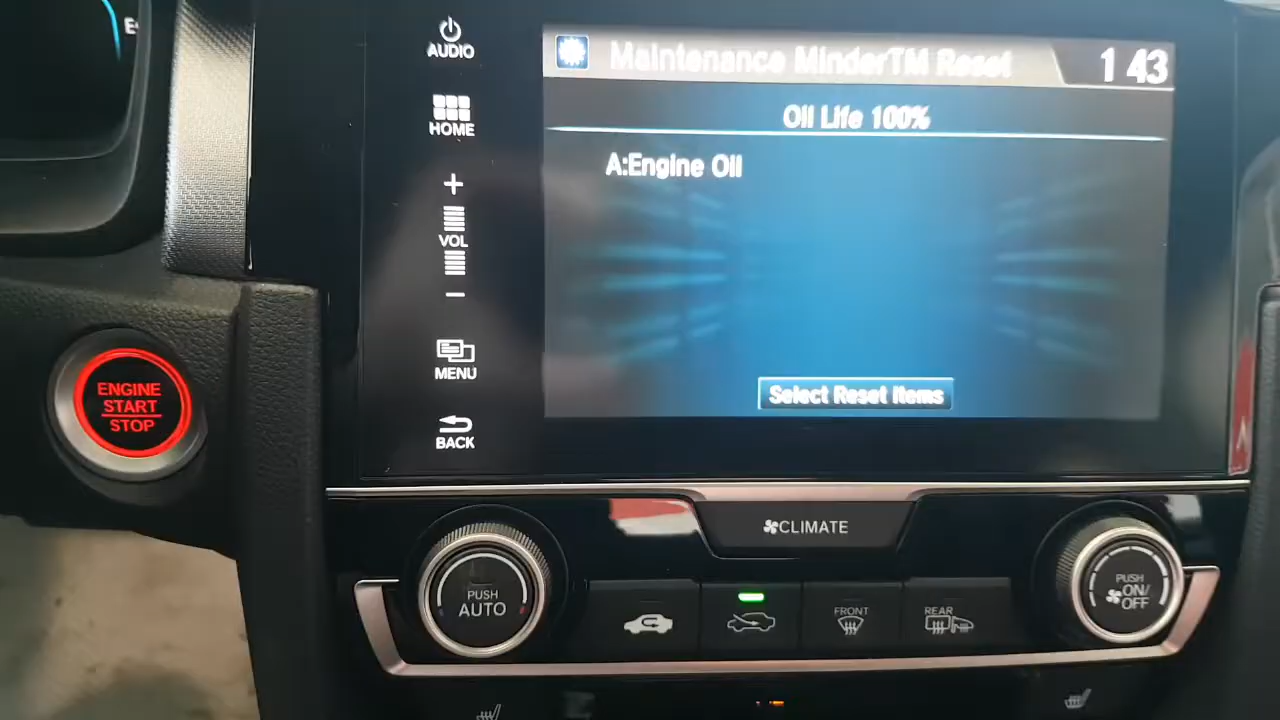 AUDIO
HOME
+
VOL
−
MENU
BACK
Maintenance MinderTM Reset
1 43
Oil Life 100%
A:Engine Oil
Select Reset Items
ENGINE
START
STOP
CLIMATE
PUSH
AUTO
FRONT
REAR
PUSH
ON/
OFF